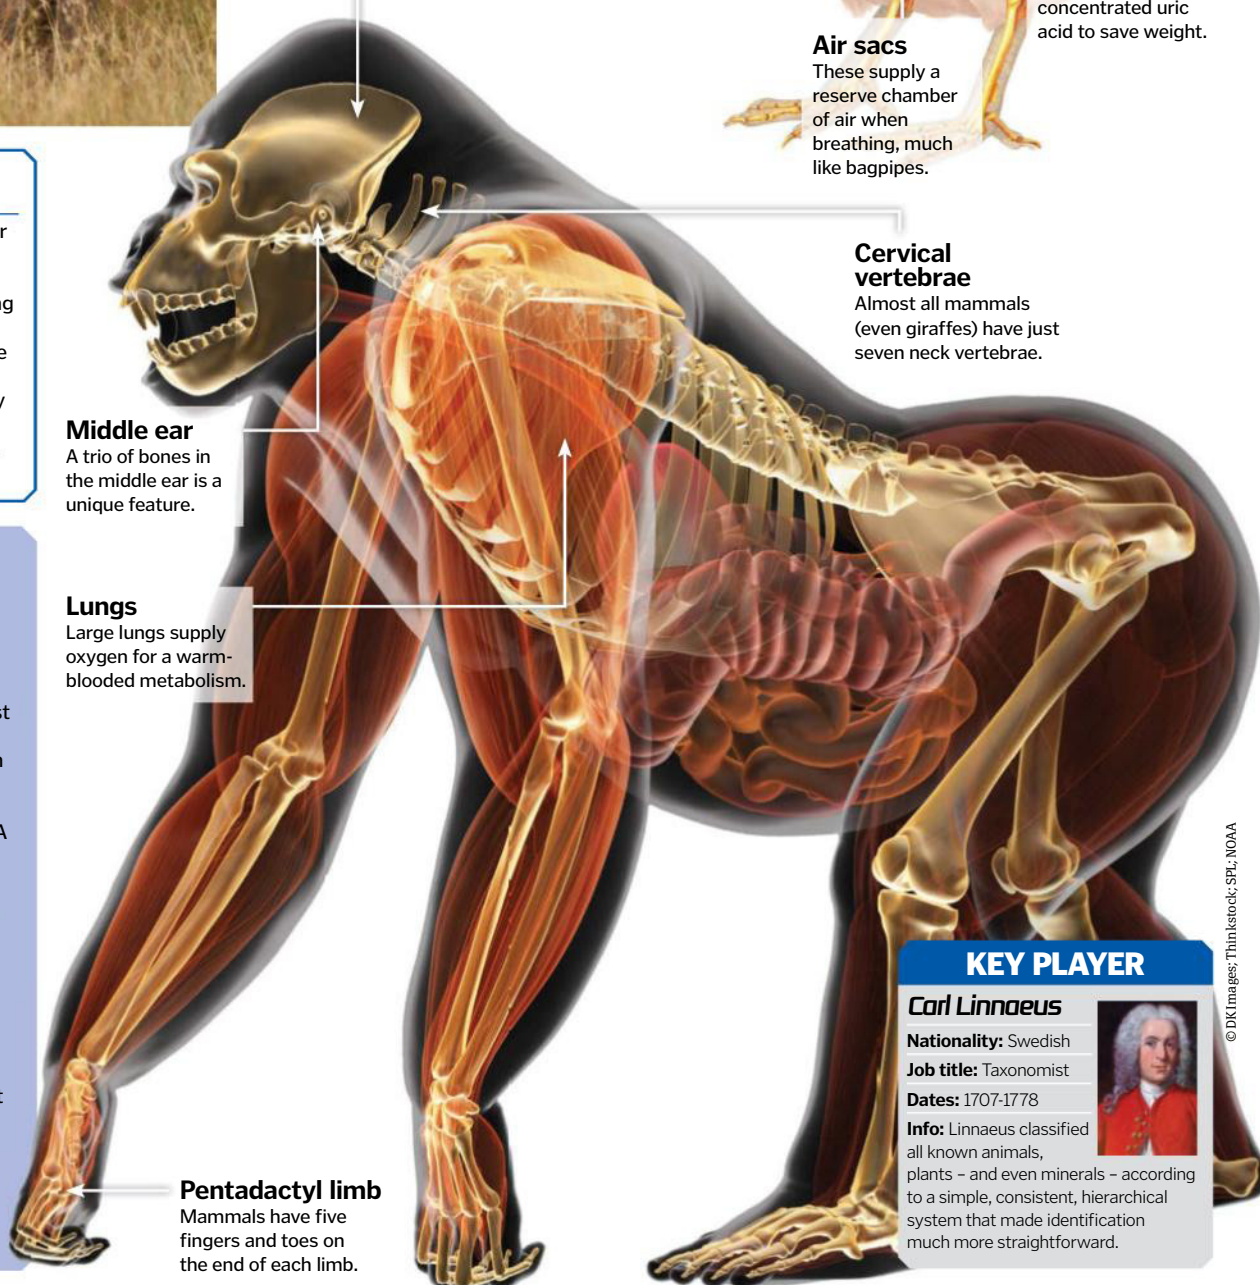 concentrated uric
acid to save weight.
Air sacs
These supply a
reserve chamber
of air when
breathing, much
like bagpipes.
Cervical
vertebrae
Almost all mammals
(even giraffes) have just
seven neck vertebrae.
Middle ear
A trio of bones in
the middle ear is a
unique feature.
Lungs
Large lungs supply
oxygen for a warm-
blooded metabolism.
Pentadactyl limb
Mammals have five
fingers and toes on
the end of each limb.
KEY PLAYER
Carl Linnaeus
Nationality: Swedish
Job title: Taxonomist
Dates: 1707-1778
Info: Linnaeus classified
all known animals,
plants – and even minerals – according
to a simple, consistent, hierarchical
system that made identification
much more straightforward.
© DK Images; Thinkstock; SPL; NOAA